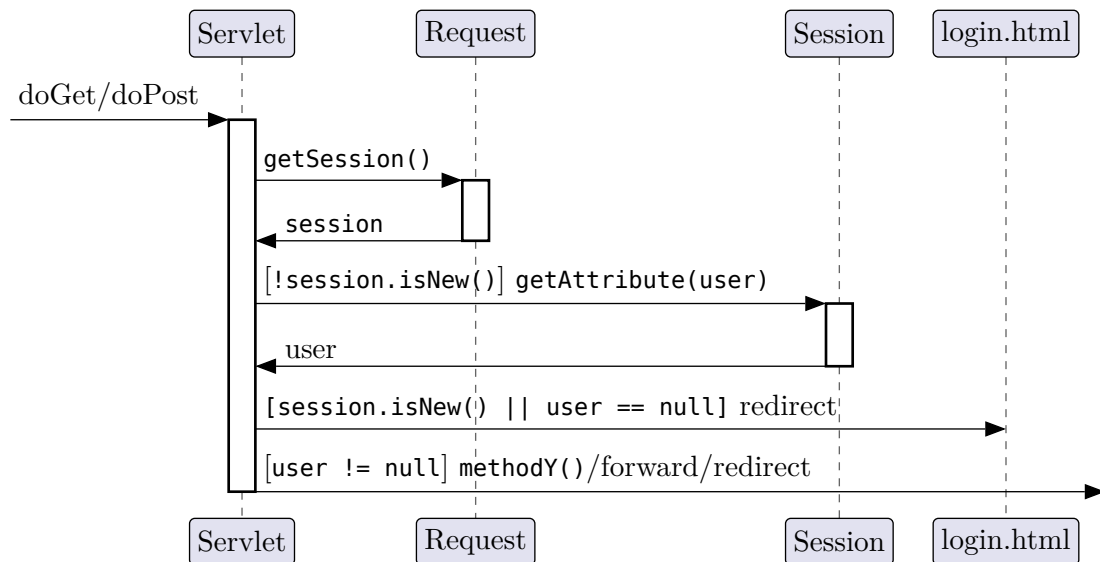 Servlet Request Session login.html
doGet/doPost
getSession()
session
[!session.isNew()] getAttribute(user)
user
[session.isNew() || user == null] redirect
[user != null] methodY()/forward/redirect
Servlet Request Session login.html